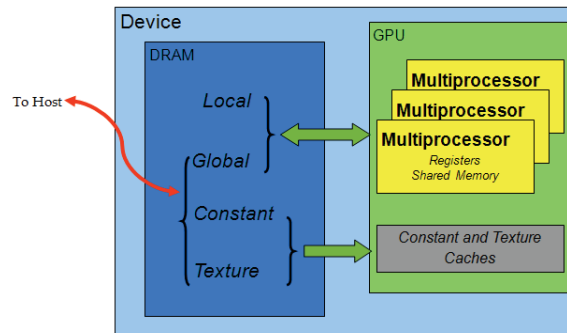 Device
DRAM
GPU
To Host
Local
Global
Constant
Texture
Multiprocessor
Multiprocessor
Multiprocessor
Registers
Shared Memory
Constant and Texture
Caches